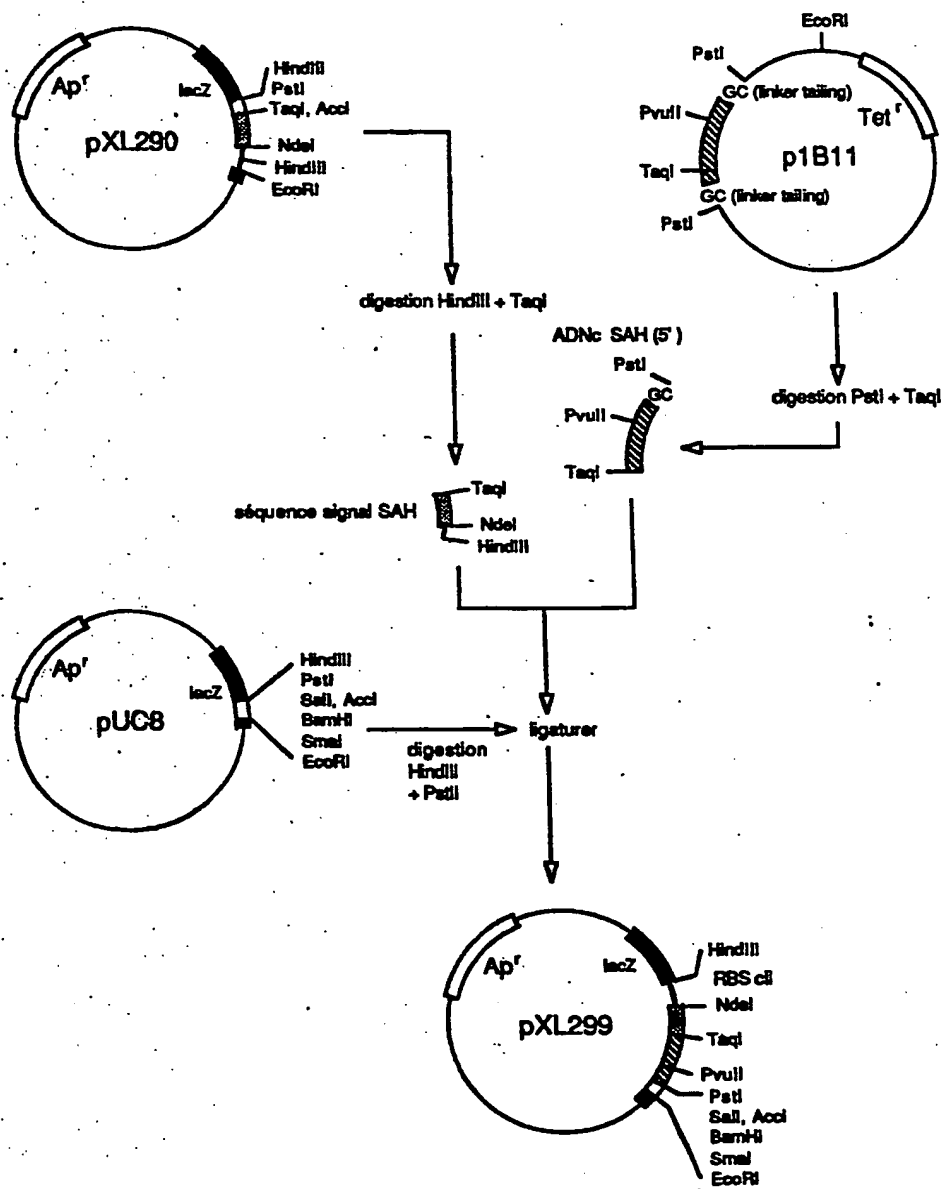 Ap^r
lacZ
HindIII
PstI
TaqI, AccI
NdeI
HindIII
EcoRI
pXL290
EcoRI
PstI
GC (linker tailing)
PvuII
Tet^r
p1B11
TaqI
GC (linker tailing)
PstI
digestion HindIII + TaqI
ADNc SAH (5')
PstI
GC
PvuII
TaqI
digestion PstI + TaqI
séquence signal SAH
TaqI
NdeI
HindIII
Ap^r
lacZ
HindIII
PstI
SalI, AccI
BamHI
SmaI
EcoRI
pUC8
digestion
HindIII
+ PstI
ligaturer
Ap^r
lacZ
HindIII
RBS cII
NdeI
TaqI
PvuII
PstI
SalI, AccI
BamHI
SmaI
EcoRI
pXL299